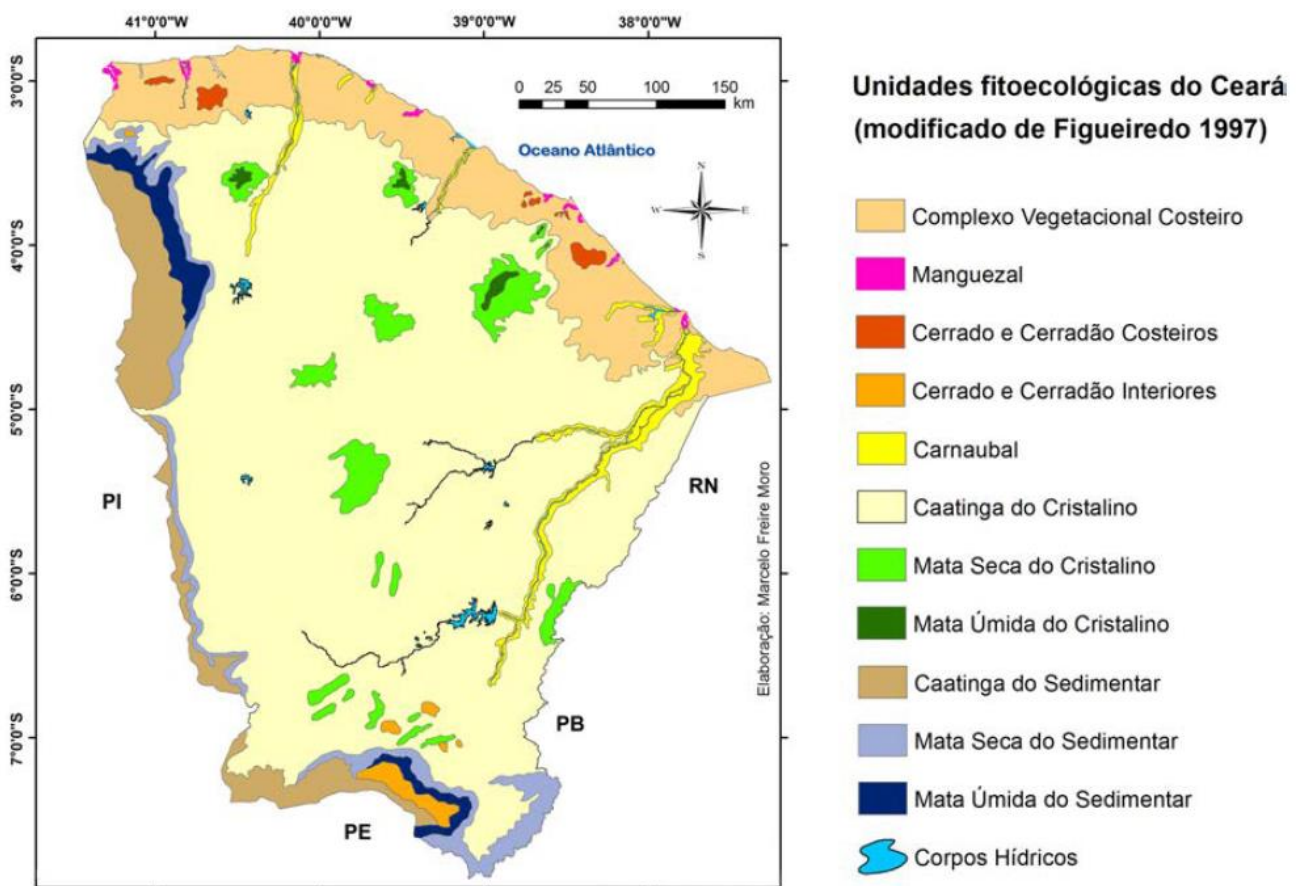 41°0'0"W 40°0'0"W 39°0'0"W 38°0'0"W
3°0'0"S
4°0'0"S
5°0'0"S
6°0'0"S
7°0'0"S
0 25 50 100 150
km
Oceano Atlântico
N
W E
S
PI
RN
PB
PE
Elaboração: Marcelo Freire Moro
Unidades fitoecológicas do Ceará
(modificado de Figueiredo 1997)
Complexo Vegetacional Costeiro
Manguezal
Cerrado e Cerradão Costeiros
Cerrado e Cerradão Interiores
Carnaubal
Caatinga do Cristalino
Mata Seca do Cristalino
Mata Úmida do Cristalino
Caatinga do Sedimentar
Mata Seca do Sedimentar
Mata Úmida do Sedimentar
Corpos Hídricos